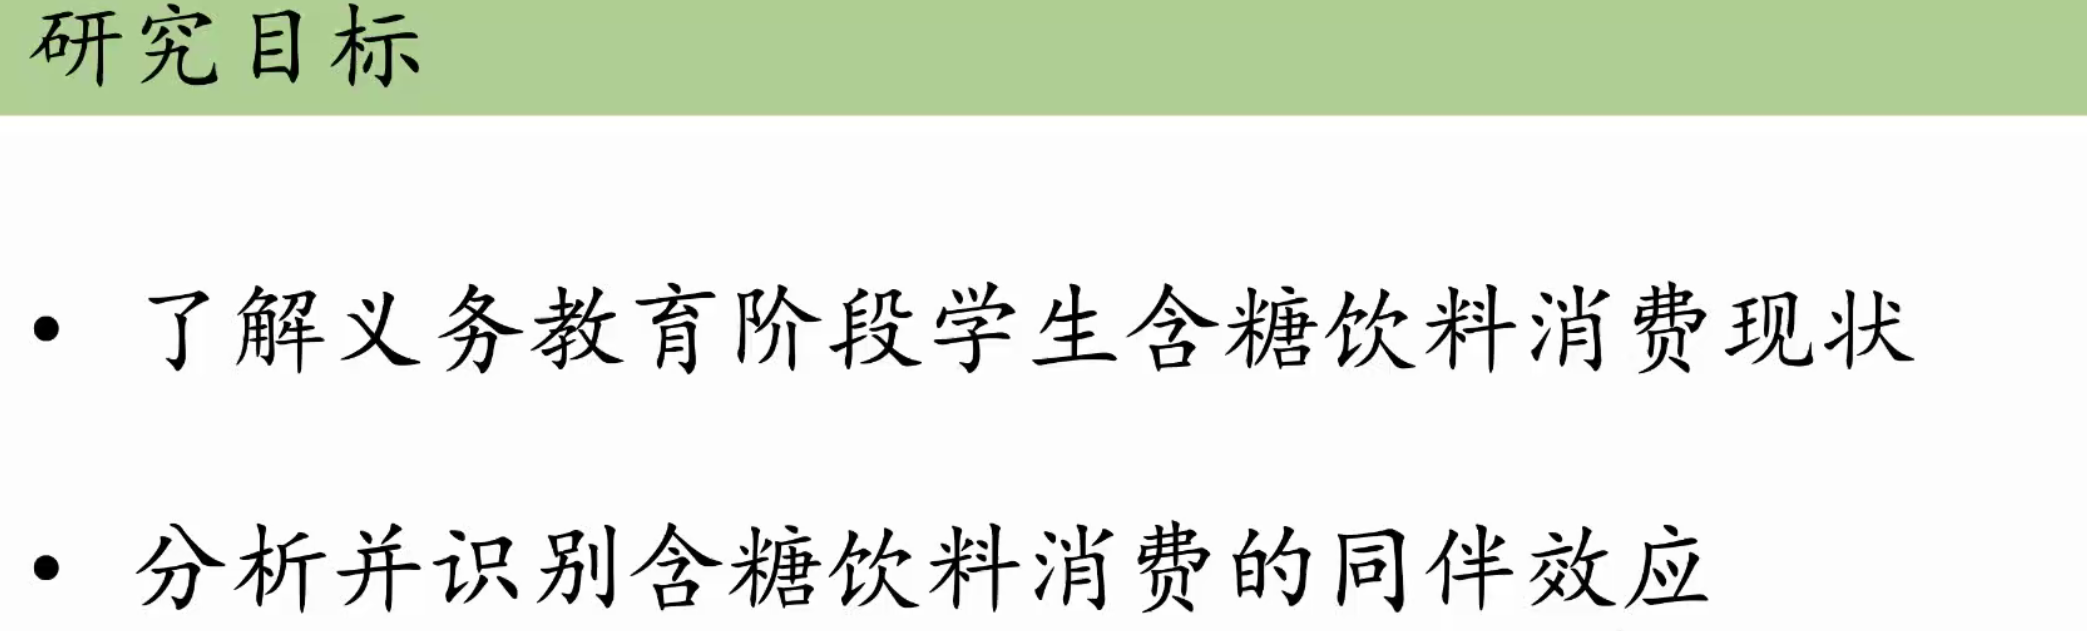 研究目标
• 了解义务教育阶段学生含糖饮料消费现状
• 分析并识别含糖饮料消费的同伴效应